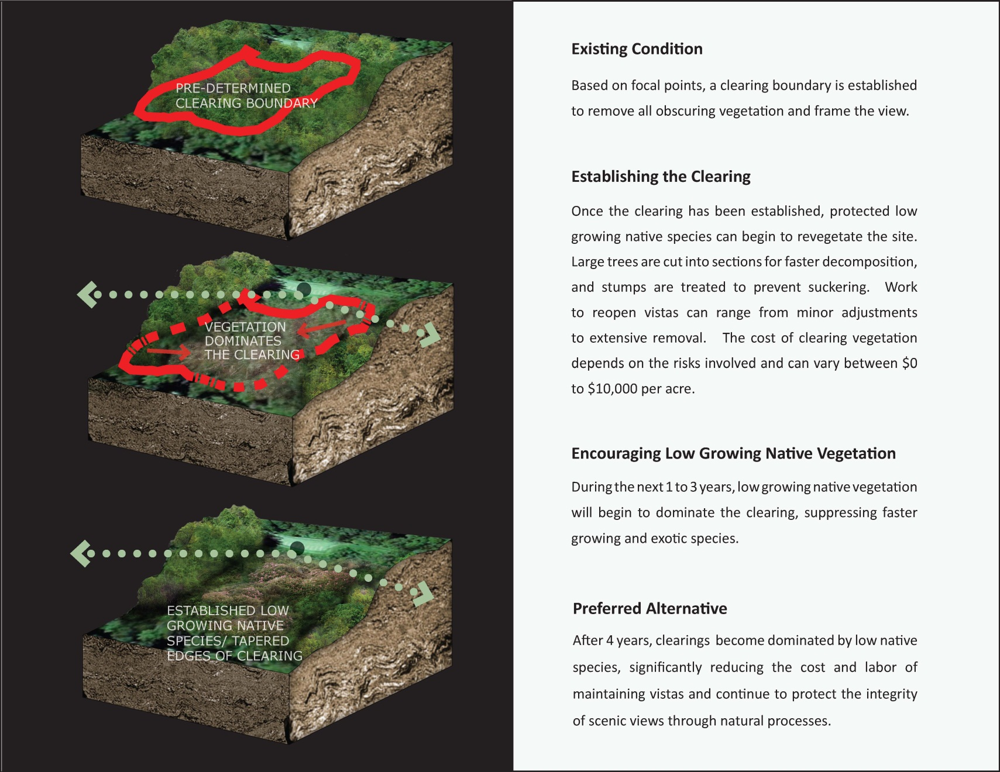 PRE-DETERMINED
CLEARING BOUNDARY
VEGETATION
DOMINATES
THE CLEARING
ESTABLISHED LOW
GROWING NATIVE
SPECIES/ TAPERED
EDGES OF CLEARING
Existing Condition
Based on focal points, a clearing boundary is established
to remove all obscuring vegetation and frame the view.
Establishing the Clearing
Once the clearing has been established, protected low
growing native species can begin to revegetate the site.
Large trees are cut into sections for faster decomposition,
and stumps are treated to prevent suckering. Work
to reopen vistas can range from minor adjustments
to extensive removal. The cost of clearing vegetation
depends on the risks involved and can vary between $0
to $10,000 per acre.
Encouraging Low Growing Native Vegetation
During the next 1 to 3 years, low growing native vegetation
will begin to dominate the clearing, suppressing faster
growing and exotic species.
Preferred Alternative
After 4 years, clearings become dominated by low native
species, significantly reducing the cost and labor of
maintaining vistas and continue to protect the integrity
of scenic views through natural processes.